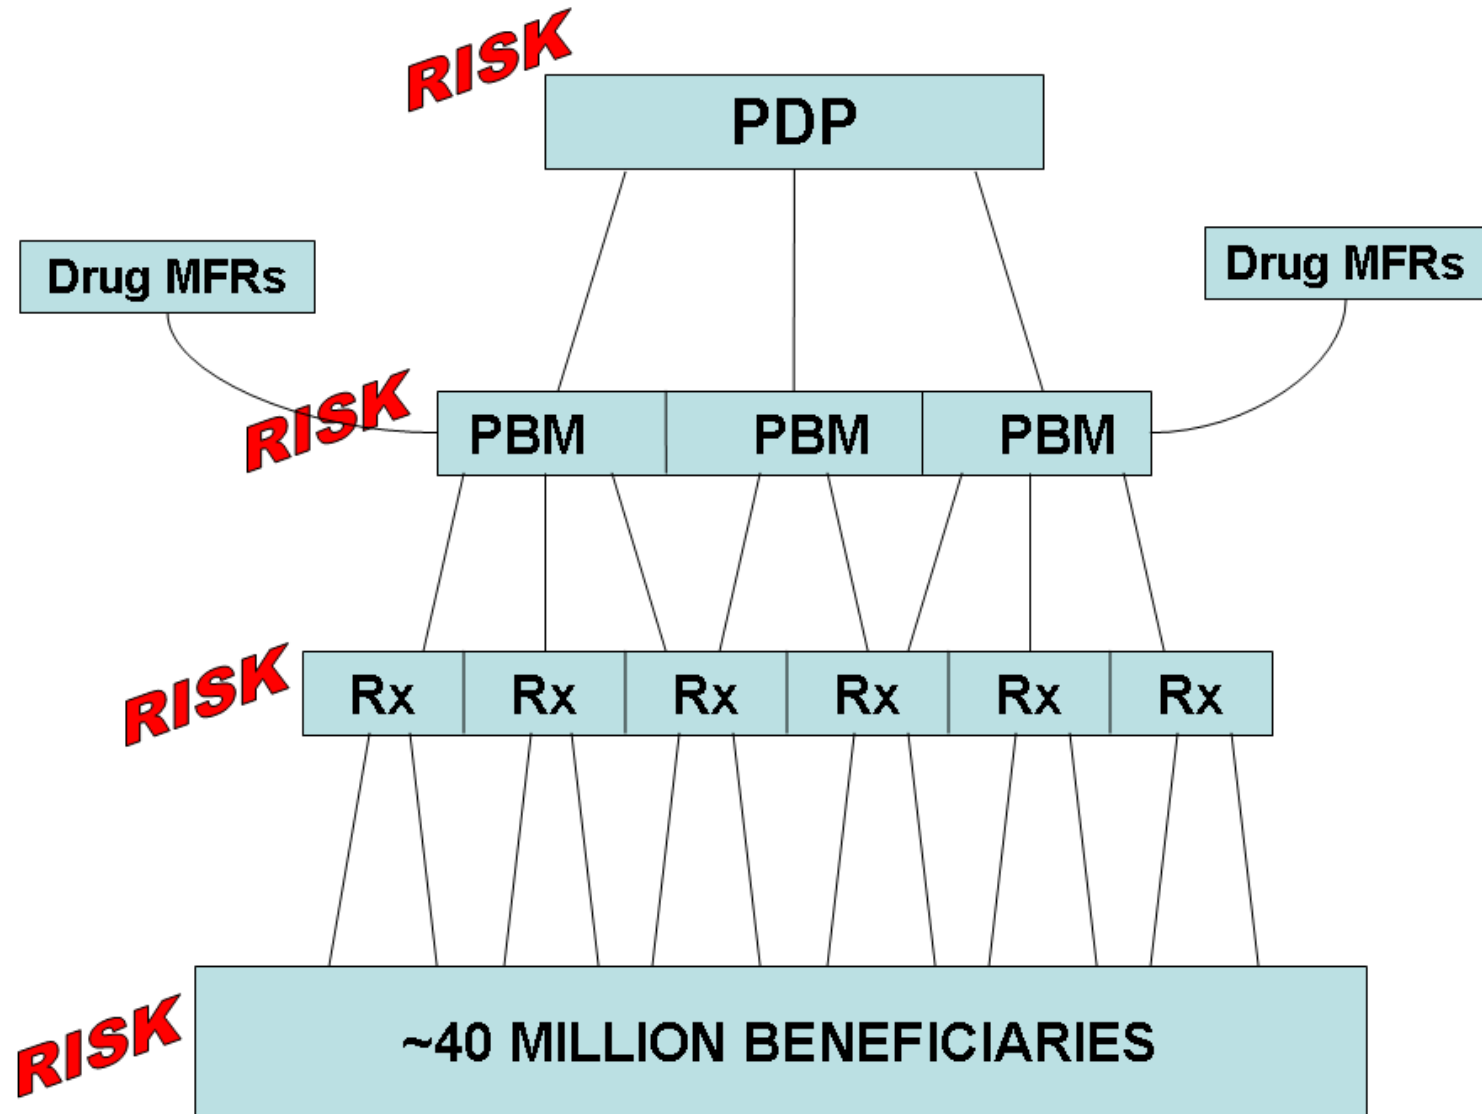 RISK
PDP
Drug MFRs
Drug MFRs
RISK
PBM PBM PBM
RISK
Rx Rx Rx Rx Rx Rx
RISK
~40 MILLION BENEFICIARIES